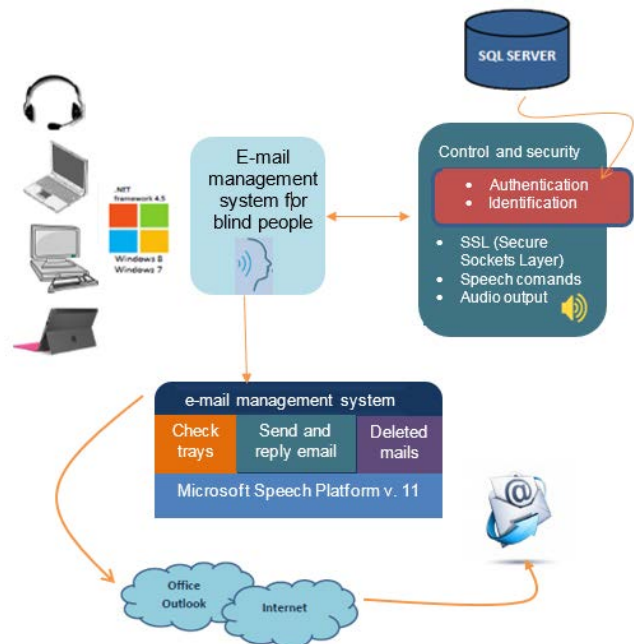 SQL SERVER
.NET
framework 4.5
Windows 8
Windows 7
E-mail
management
system for
blind people
Control and security
• Authentication
• Identification
• SSL (Secure
Sockets Layer)
• Speech comands
• Audio output
e-mail management system
Check
trays
Send and
reply email
Deleted
mails
Microsoft Speech Platform v. 11
@
Office
Outlook
Internet